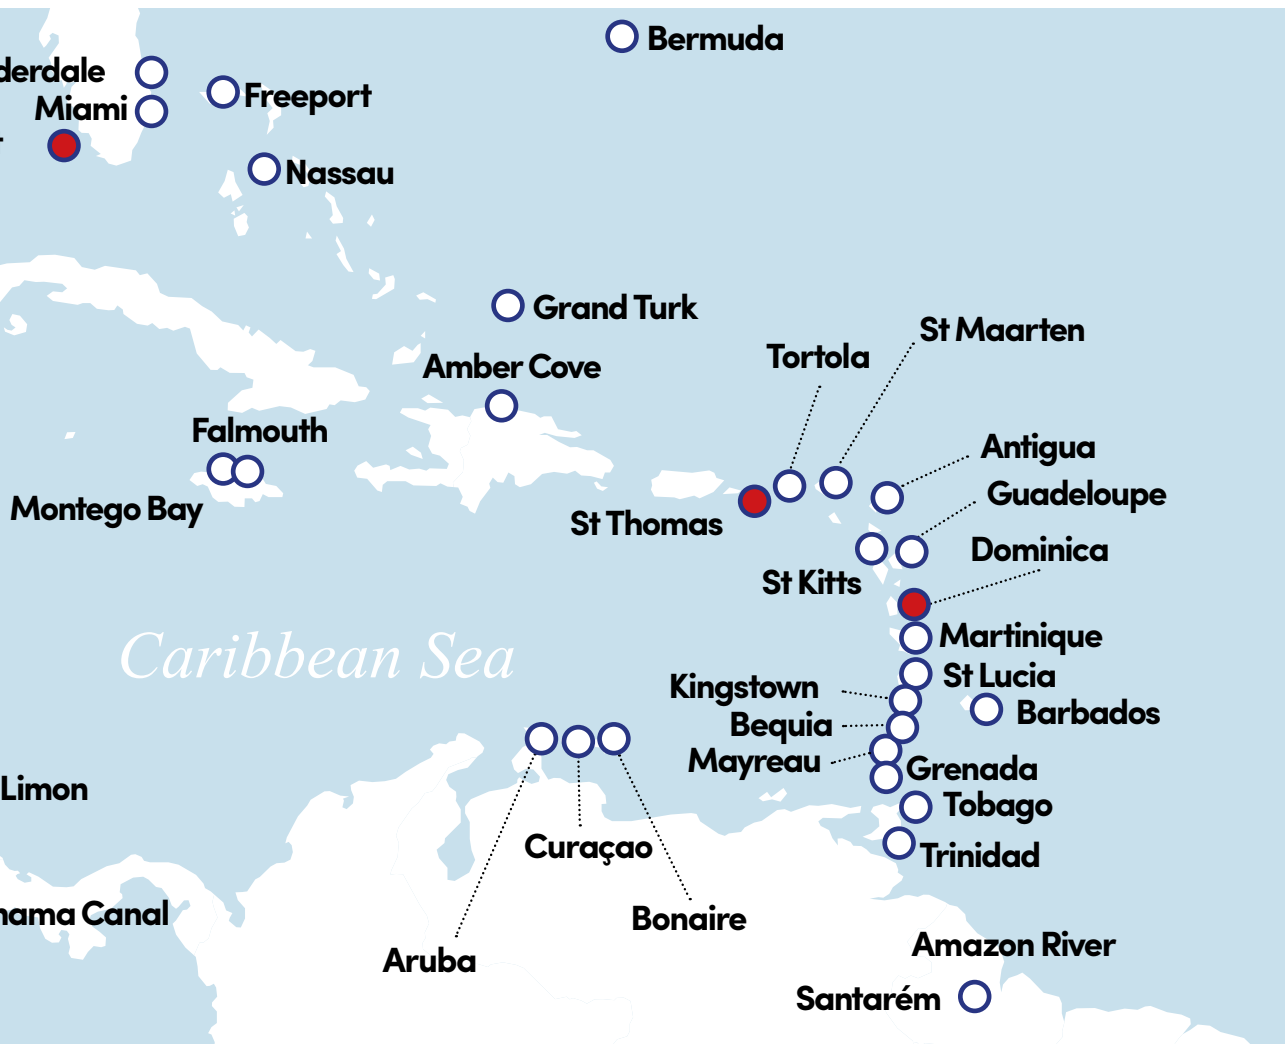 Bermuda
derdale
Miami
Freeport
Nassau
Grand Turk
St Maarten
Tortola
Amber Cove
Falmouth
Antigua
Guadeloupe
Montego Bay
St Thomas
Dominica
St Kitts
Caribbean Sea
Martinique
St Lucia
Kingstown
Barbados
Bequia
Mayreau
Grenada
Limon
Tobago
Curaçao
Trinidad
nama Canal
Bonaire
Amazon River
Aruba
Santarém